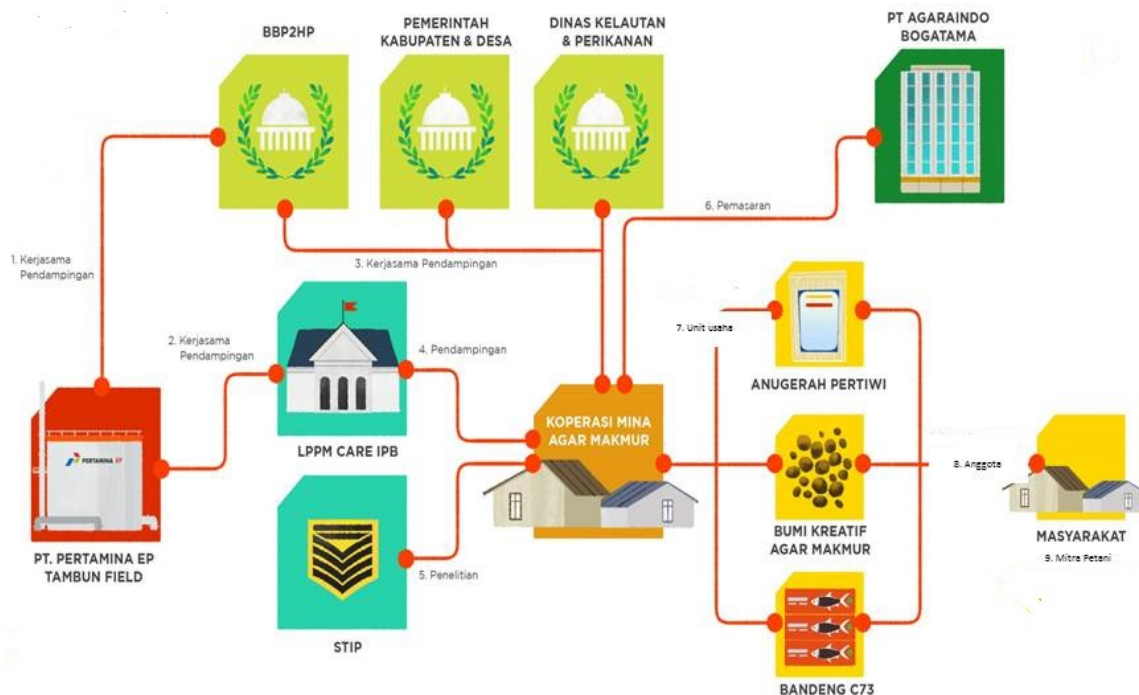 BBP2HP
PEMERINTAH
KABUPATEN & DESA
DINAS KELAUTAN
& PERIKANAN
PT AGARAINDO
BOGATAMA
6. Pemasaran
1. Kerjasama
Pendampingan
3. Kerjasama Pendampingan
2. Kerjasama
Pendampingan
4. Pendampingan
7. Unit usaha
ANUGERAH PERTIWI
PERTAMINA EP
LPPM CARE IPB
KOPERASI MINA
AGAR MAKMUR
8. Anggota
BUMI KREATIF
AGAR MAKMUR
MASYARAKAT
9. Mitra Petani
PT. PERTAMINA EP
TAMBUN FIELD
5. Penelitian
STIP
BANDENG C73